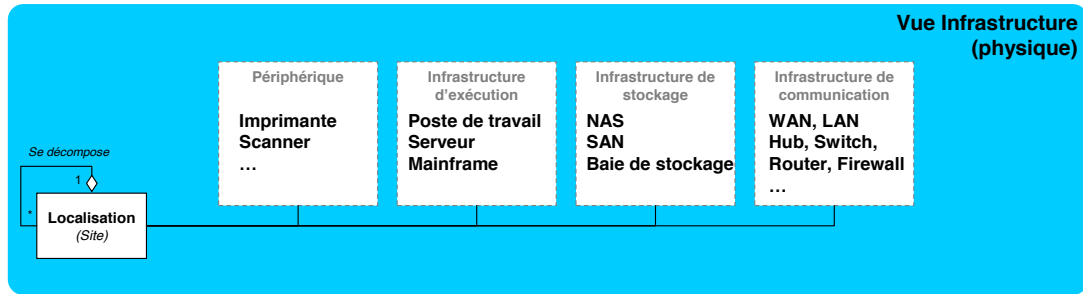 Vue Infrastructure
(physique)
Périphérique
Imprimante
Scanner
…
Infrastructure
d'exécution
Poste de travail
Serveur
Mainframe
Infrastructure de
stockage
NAS
SAN
Baie de stockage
Infrastructure de
communication
WAN, LAN
Hub, Switch,
Router, Firewall
…
Se décompose
1
*
Localisation
(Site)